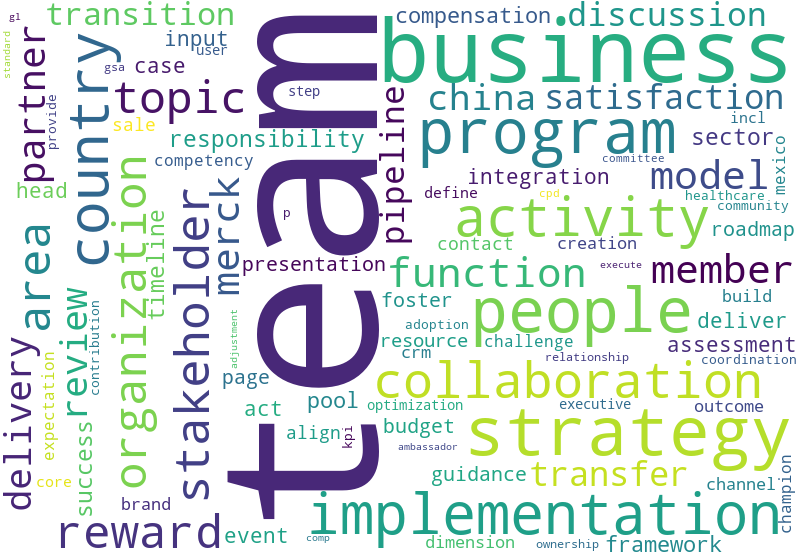 gl
transition
compensation
discussion
standard
input
user
business
partner
country
gsa
case
team
step
topic
china
satisfaction
provide
sale
responsibility
pipeline
program
incl
sector
mexico
competency
committee
head
organization
stakeholder
merck
define
integration
model
cpd
healthcare
community
p
area
timeline
activity
roadmap
contact
creation
presentation
function
execute
member
review
contribution
foster
people
build
adjustment
resource
adoption
challenge
deliver
delivery
expectation
crm
relationship
assessment
coordination
page
collaboration
success
act
pool
optimization
executive
outcome
align
kpi
budget
strategy
ambassador
core
guidance
transfer
channel
champion
brand
implementation
reward
event
comp
dimension
ownership
framework